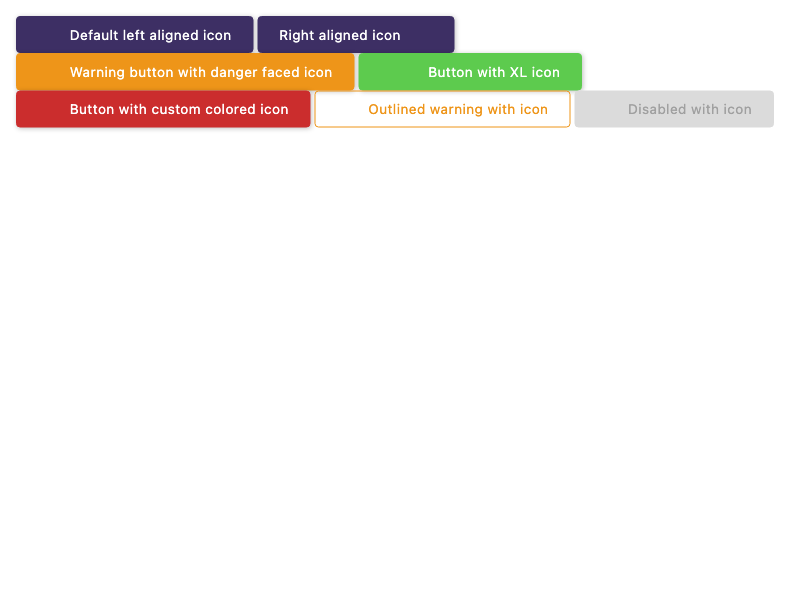 Default left aligned icon Right aligned icon
Warning button with danger faced icon Button with XL icon
Button with custom colored icon Outlined warning with icon Disabled with icon